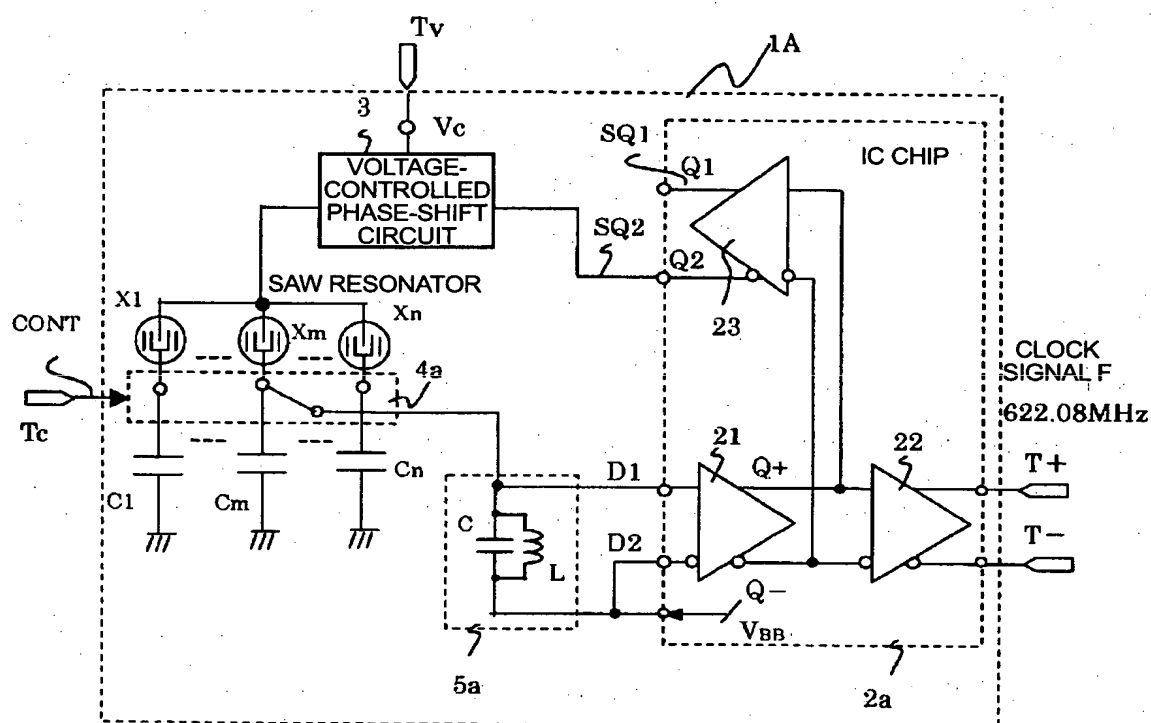 Tv
1A
3
Vc
SQ1
Q1
IC CHIP
VOLTAGE-
CONTROLLED
PHASE-SHIFT
CIRCUIT
SQ2
Q2
SAW RESONATOR
23
X1
Xm
Xn
CONT
4a
CLOCK
SIGNAL F
622.08MHz
Tc
21
Q+
22
C1
Cm
Cn
D1
T+
C
L
D2
T-
Q-
VBB
5a
2a